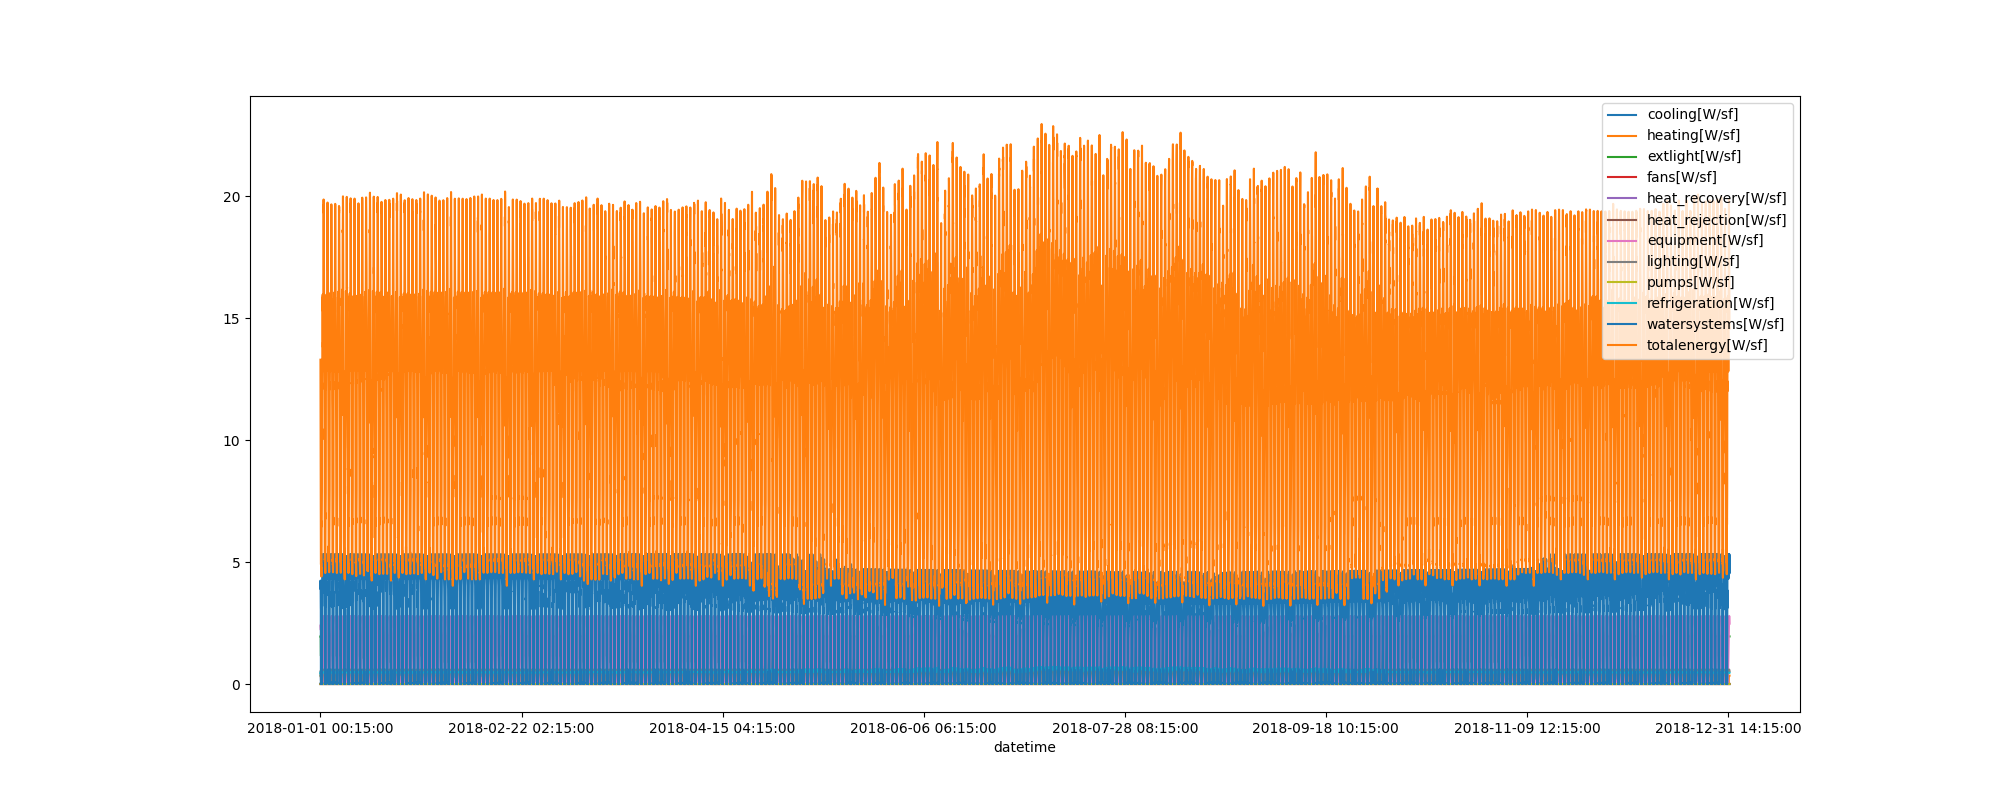 cooling[W/sf]
heating[W/sf]
extlight[W/sf]
fans[W/sf]
heat_recovery[W/sf]
heat_rejection[W/sf]
equipment[W/sf]
lighting[W/sf]
pumps[W/sf]
refrigeration[W/sf]
watersystems[W/sf]
totalenergy[W/sf]
20
15
10
5
0
2018-01-01 00:15:00 2018-02-22 02:15:00 2018-04-15 04:15:00 2018-06-06 06:15:00 2018-07-28 08:15:00 2018-09-18 10:15:00 2018-11-09 12:15:00 2018-12-31 14:15:00
datetime